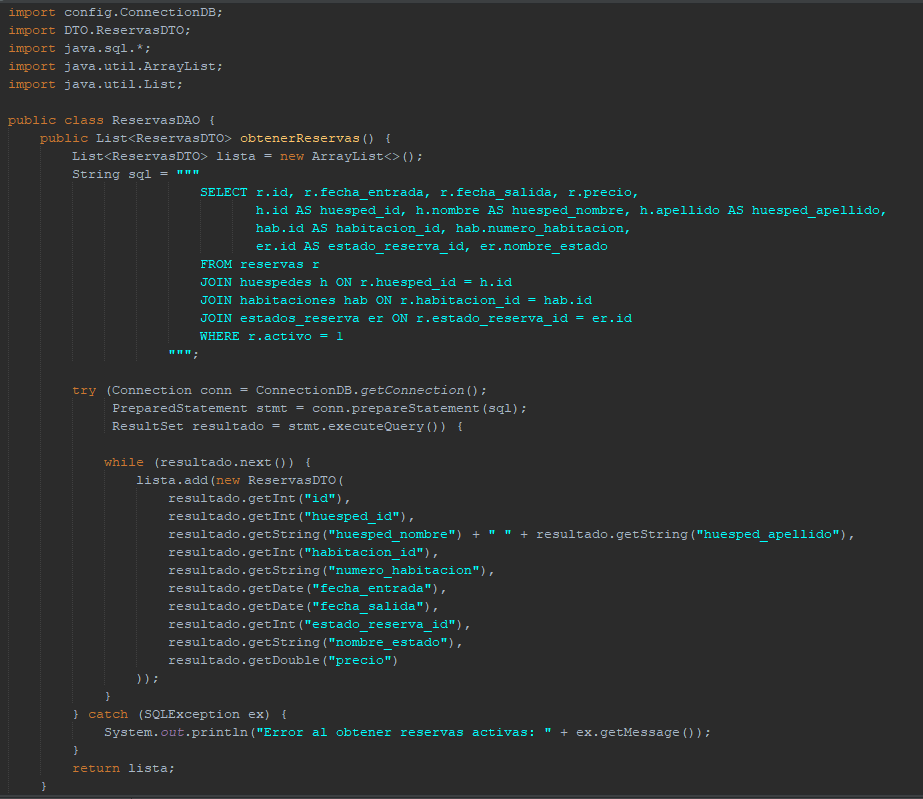 import config.ConnectionDB;
import DTO.ReservasDTO;
import java.sql.*;
import java.util.ArrayList;
import java.util.List;

public class ReservasDAO {
    public List<ReservasDTO> obtenerReservas() {
        List<ReservasDTO> lista = new ArrayList<>();
        String sql = """
                        SELECT r.id, r.fecha_entrada, r.fecha_salida, r.precio,
                               h.id AS huesped_id, h.nombre AS huesped_nombre, h.apellido AS huesped_apellido,
                               hab.id AS habitacion_id, hab.numero_habitacion,
                               er.id AS estado_reserva_id, er.nombre_estado
                        FROM reservas r
                        JOIN huespedes h ON r.huesped_id = h.id
                        JOIN habitaciones hab ON r.habitacion_id = hab.id
                        JOIN estados_reserva er ON r.estado_reserva_id = er.id
                        WHERE r.activo = 1
                    """;

        try (Connection conn = ConnectionDB.getConnection();
             PreparedStatement stmt = conn.prepareStatement(sql);
             ResultSet resultado = stmt.executeQuery()) {

            while (resultado.next()) {
                lista.add(new ReservasDTO(
                    resultado.getInt("id"),
                    resultado.getInt("huesped_id"),
                    resultado.getString("huesped_nombre") + " " + resultado.getString("huesped_apellido"),
                    resultado.getInt("habitacion_id"),
                    resultado.getString("numero_habitacion"),
                    resultado.getDate("fecha_entrada"),
                    resultado.getDate("fecha_salida"),
                    resultado.getInt("estado_reserva_id"),
                    resultado.getString("nombre_estado"),
                    resultado.getDouble("precio")
                ));
            }
        } catch (SQLException ex) {
            System.out.println("Error al obtener reservas activas: " + ex.getMessage());
        }
        return lista;
    }